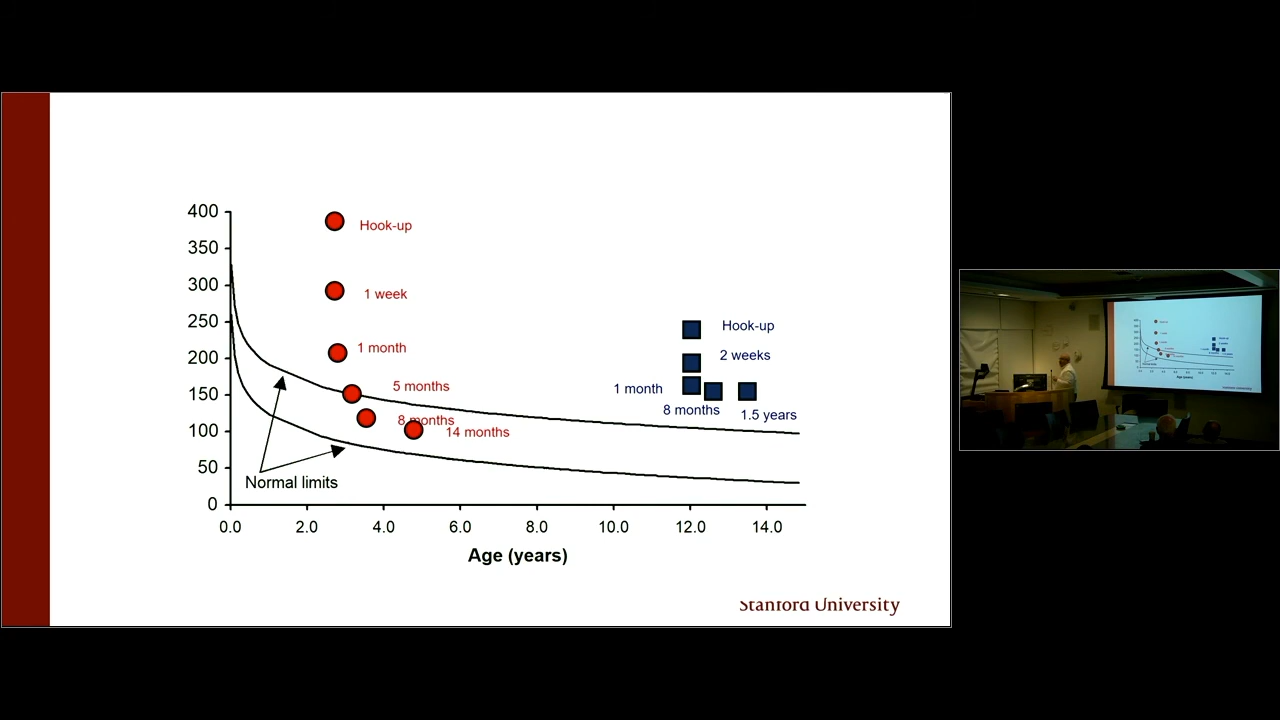 400
350
300
250
200
150
100
50
0
Hook-up
1 week
1 month
5 months
8 months
14 months
Hook-up
2 weeks
1 month
8 months
1.5 years
Normal limits
0.0 2.0 4.0 6.0 8.0 10.0 12.0 14.0
Age (years)
Stanford University